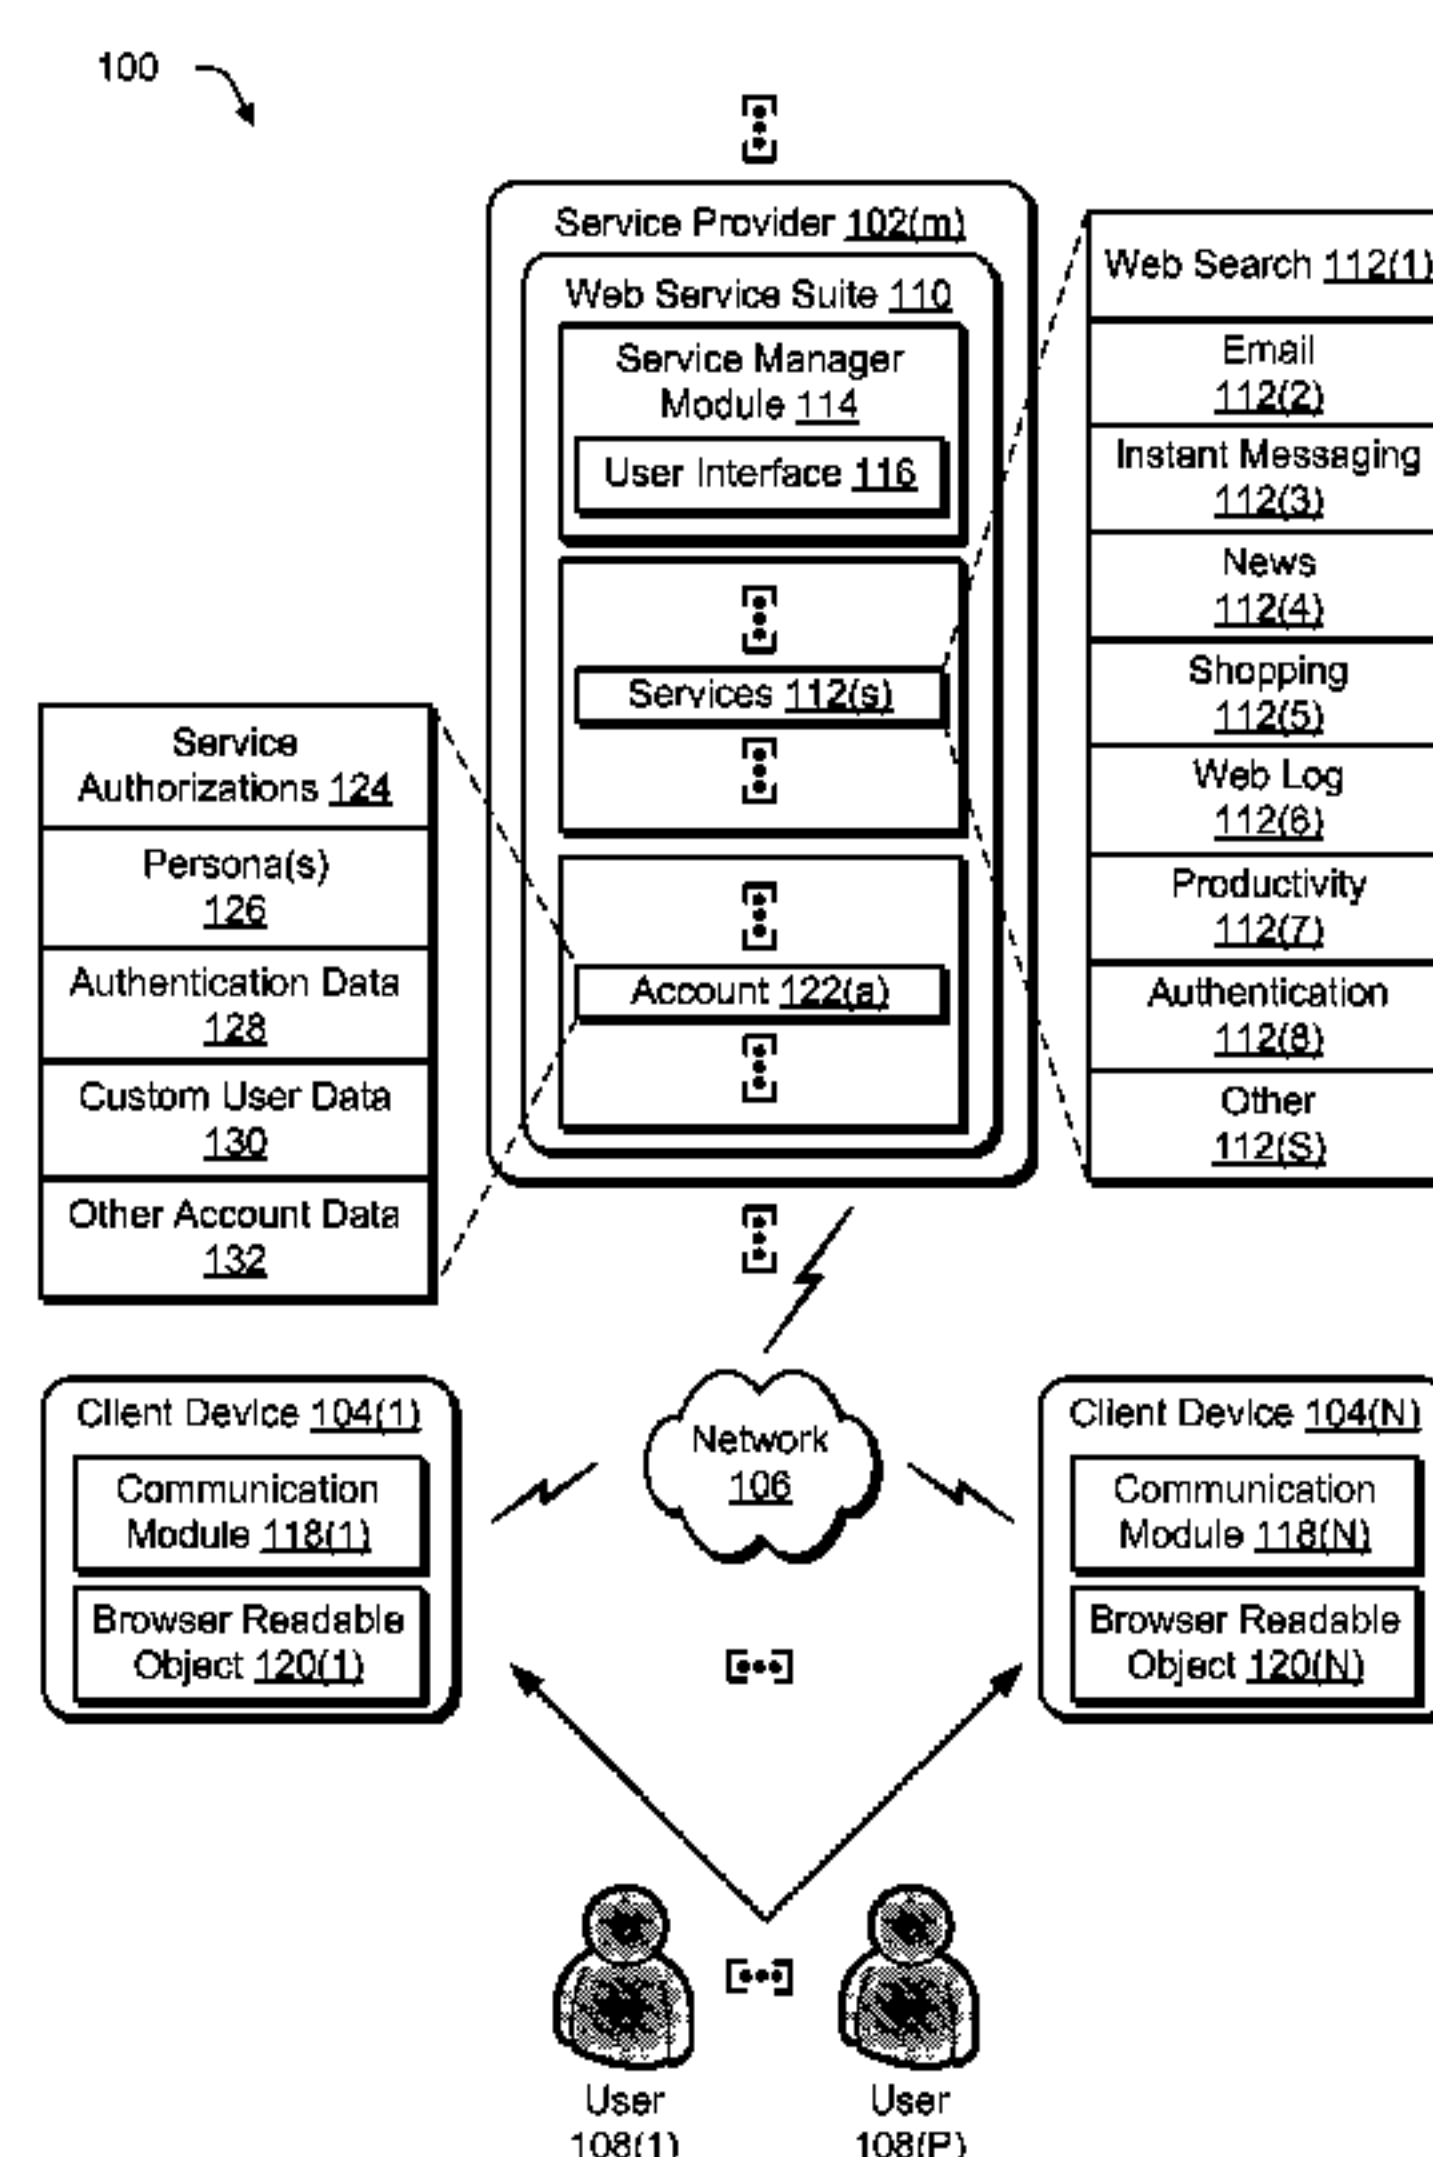 100
Service Provider 102(m)
Web Service Suite 110
Service Manager
Module 114
User Interface 116
Services 112(s)
Account 122(a)
Web Search 112(1)
Email
112(2)
Instant Messaging
112(3)
News
112(4)
Shopping
112(5)
Web Log
112(6)
Productivity
112(7)
Authentication
112(8)
Other
112(S)
Service
Authorizations 124
Persona(s)
126
Authentication Data
128
Custom User Data
130
Other Account Data
132
Client Device 104(1)
Communication
Module 118(1)
Browser Readable
Object 120(1)
Network
106
Client Device 104(N)
Communication
Module 118(N)
Browser Readable
Object 120(N)
User
108(1)
User
108(P)